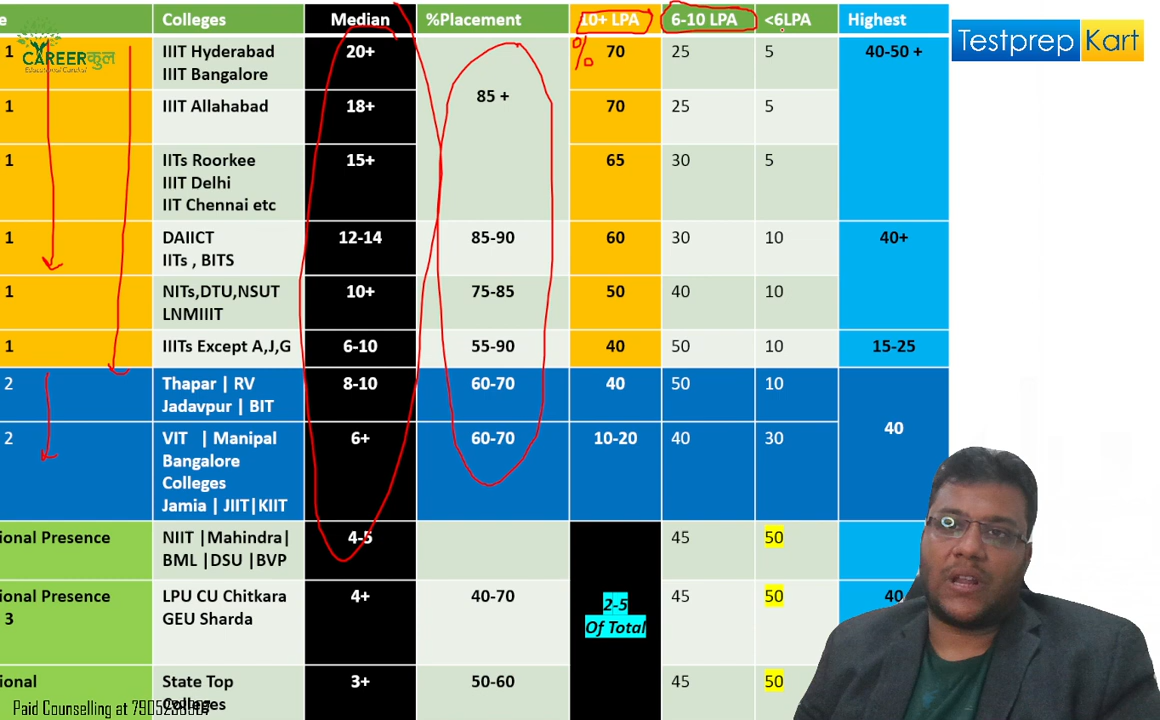 e Colleges Median %Placement 10+ LPA 6-10 LPA <6LPA Highest
CAREERकुल
Testprep Kart
1 IIIT Hyderabad 20+ 85 + % 70 25 5 40-50 +
IIIT Bangalore
1 IIIT Allahabad 18+ 70 25 5
1 IITs Roorkee 15+ 65 30 5
IIIT Delhi
IIT Chennai etc
1 DAIICT 12-14 85-90 60 30 10 40+
IITs , BITS
1 NITs,DTU,NSUT 10+ 75-85 50 40 10
LNMIIIT
1 IIITs Except A,J,G 6-10 55-90 40 50 10 15-25
2 Thapar | RV 8-10 60-70 40 50 10 40
Jadavpur | BIT
2 VIT | Manipal 6+ 60-70 10-20 40 30
Bangalore
Colleges
Jamia | JIIT|KIIT
ional Presence NIIT |Mahindra| 4-5 45 50
BML |DSU |BVP
ional Presence LPU CU Chitkara 4+ 40-70 2-5 45 50 40
3 GEU Sharda Of Total
ional State Top 3+ 50-60 45 50
Colleges
Paid Counselling at